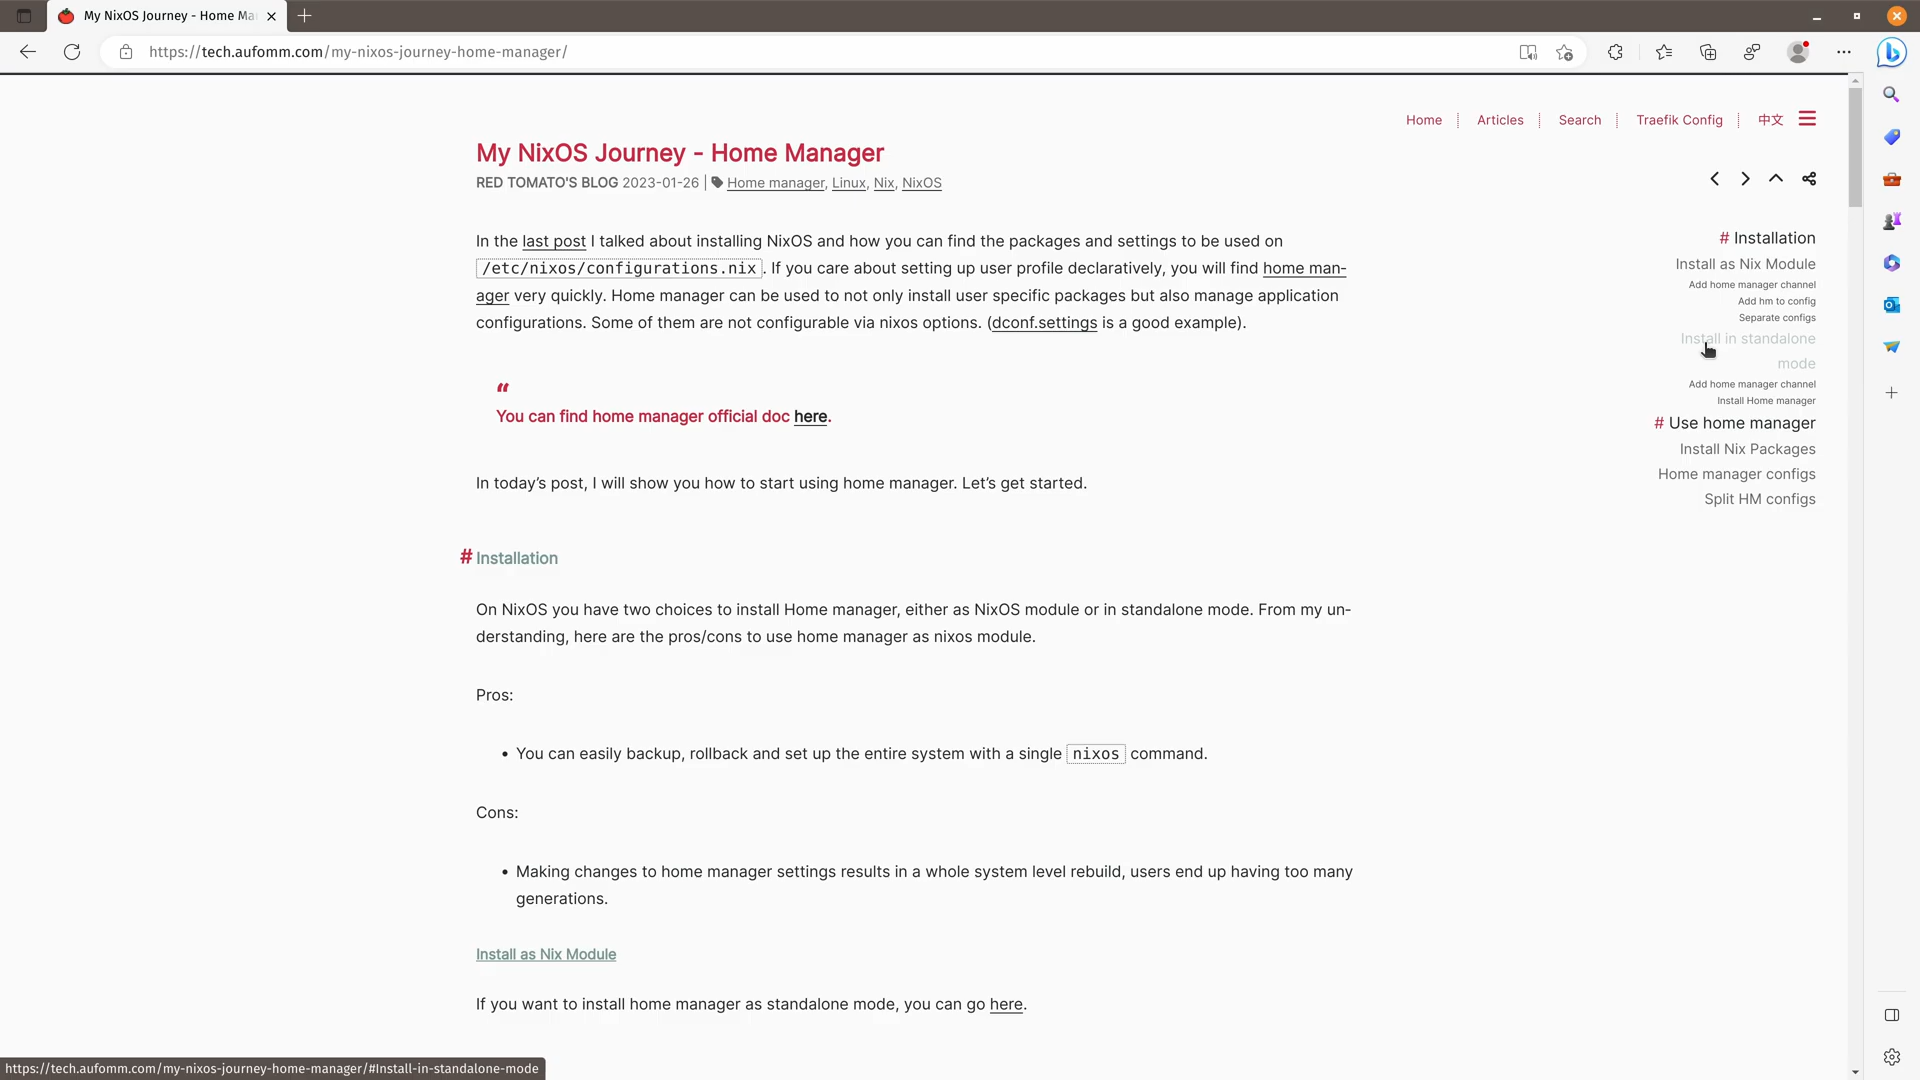 My NixOS Journey - Home Ma
https://tech.aufomm.com/my-nixos-journey-home-manager/
Home
Articles
Search
Traefik Config
中文
My NixOS Journey - Home Manager
RED TOMATO'S BLOG 2023-01-26 | Home manager, Linux, Nix, NixOS
In the last post I talked about installing NixOS and how you can find the packages and settings to be used on
/etc/nixos/configurations.nix. If you care about setting up user profile declaratively, you will find home man-
ager very quickly. Home manager can be used to not only install user specific packages but also manage application
configurations. Some of them are not configurable via nixos options. (dconf.settings is a good example).
“
You can find home manager official doc here.
In today’s post, I will show you how to start using home manager. Let’s get started.
# Installation
On NixOS you have two choices to install Home manager, either as NixOS module or in standalone mode. From my un-
derstanding, here are the pros/cons to use home manager as nixos module.
Pros:
• You can easily backup, rollback and set up the entire system with a single nixos command.
Cons:
• Making changes to home manager settings results in a whole system level rebuild, users end up having too many
generations.
Install as Nix Module
If you want to install home manager as standalone mode, you can go here.
# Installation
Install as Nix Module
Add home manager channel
Add hm to config
Separate configs
Install in standalone
mode
Add home manager channel
Install Home manager
# Use home manager
Install Nix Packages
Home manager configs
Split HM configs
https://tech.aufomm.com/my-nixos-journey-home-manager/#Install-in-standalone-mode